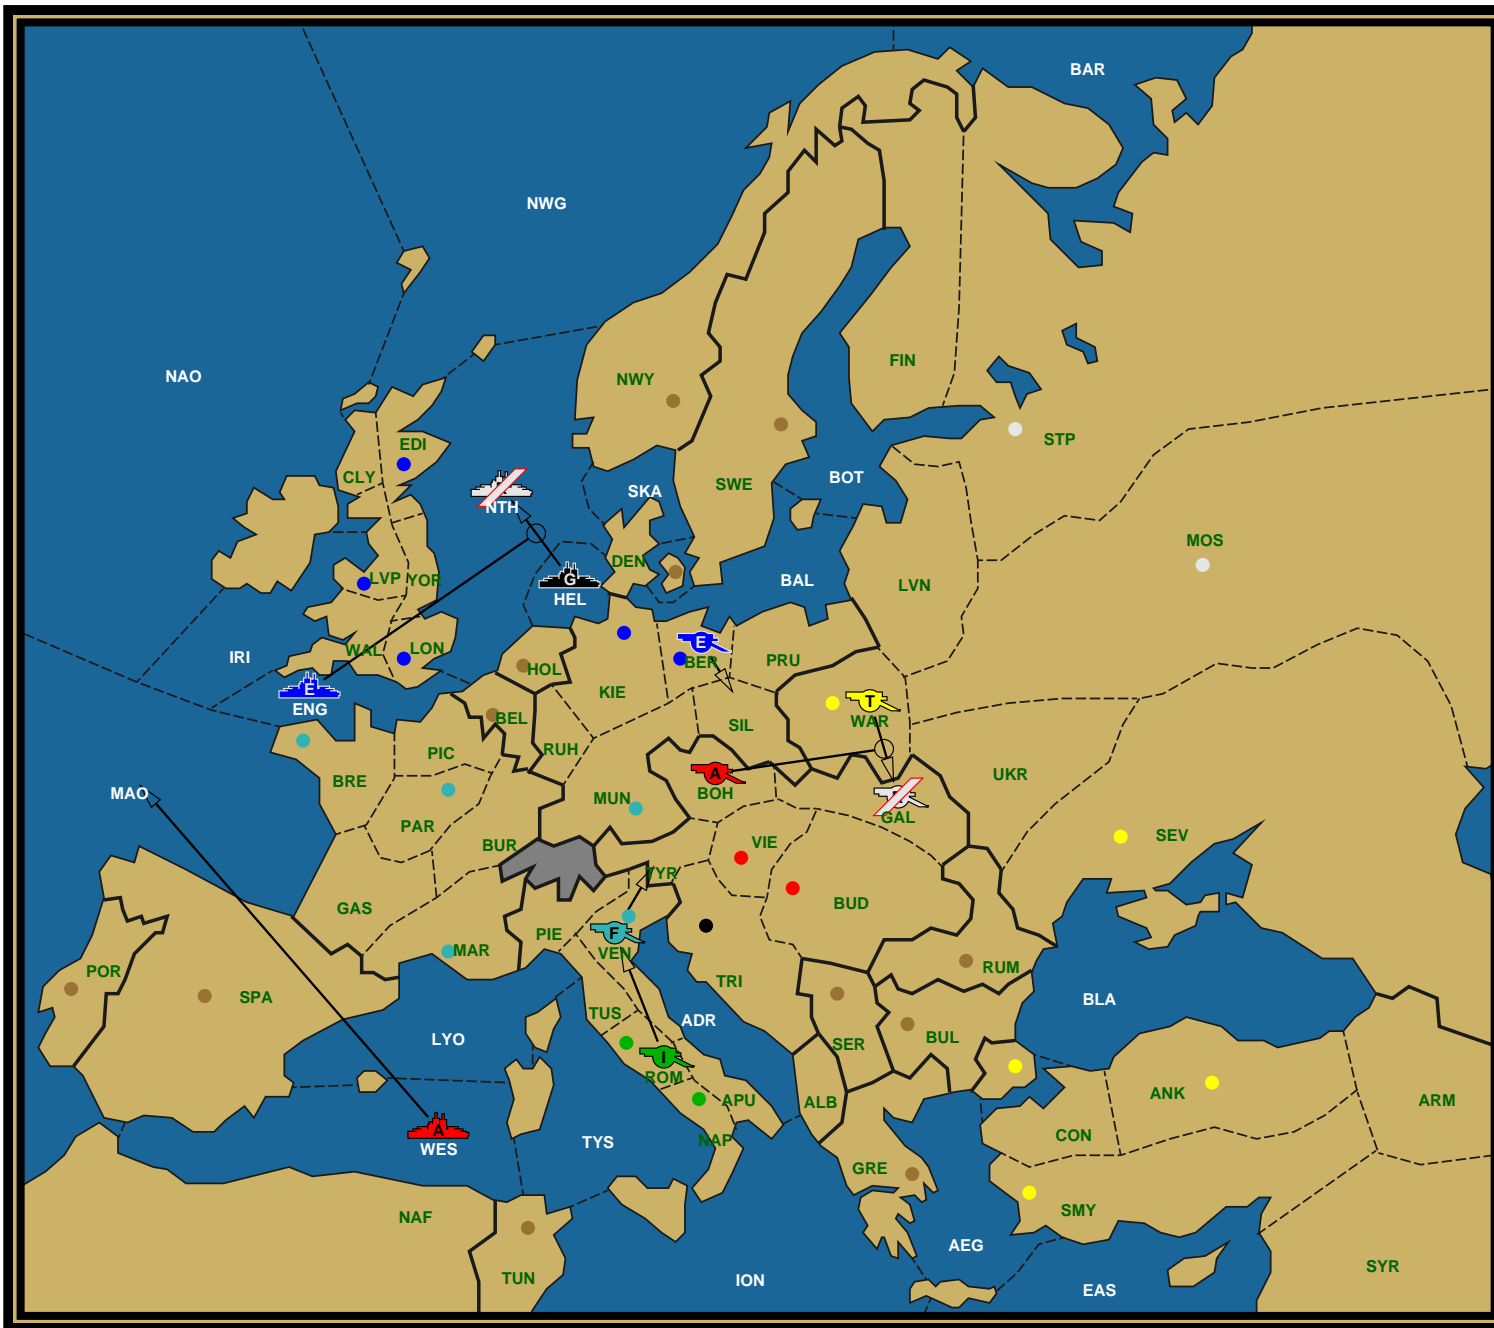 BAR
NWG
NAO
FIN
NWY
EDI
STP
CLY
SWE
BOT
SKA
NTH
MOS
DEN
LVP YOR
BAL
LVN
G
HEL
WAL
LON
IRI
E
BER
PRU
HOL
KIE
E
ENG
BEL
T
WAR
SIL
PIC
RUH
UKR
BRE
A
BOH
MAO
MUN
GAL
PAR
SEV
BUR
VIE
TYR
BUD
GAS
F
VEN
PIE
MAR
POR
SPA
TRI
RUM
BLA
TUS
ADR
LYO
BUL
SER
I
ROM
ANK
APU
ALB
ARM
A
WES
TYS
NAP
CON
GRE
NAF
SMY
AEG
SYR
TUN
ION
EAS